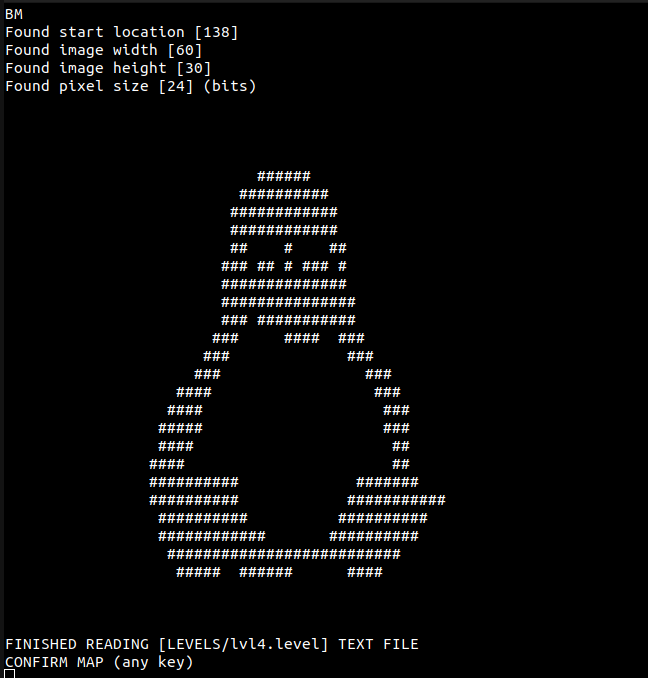 BM
Found start location [138]
Found image width [60]
Found image height [30]
Found pixel size [24] (bits)
######
##########
############
############
##    #    ##
### ## # ### #
##############
###############
### ###########
###     ####  ###
###             ###
###                ###
####                  ###
####                    ###
#####                    ###
####                      ##
####                       ##
##########             #######
##########            ###########
##########          ##########
############       ##########
##########################
#####  ######      ####
FINISHED READING [LEVELS/lvl4.level] TEXT FILE
CONFIRM MAP (any key)